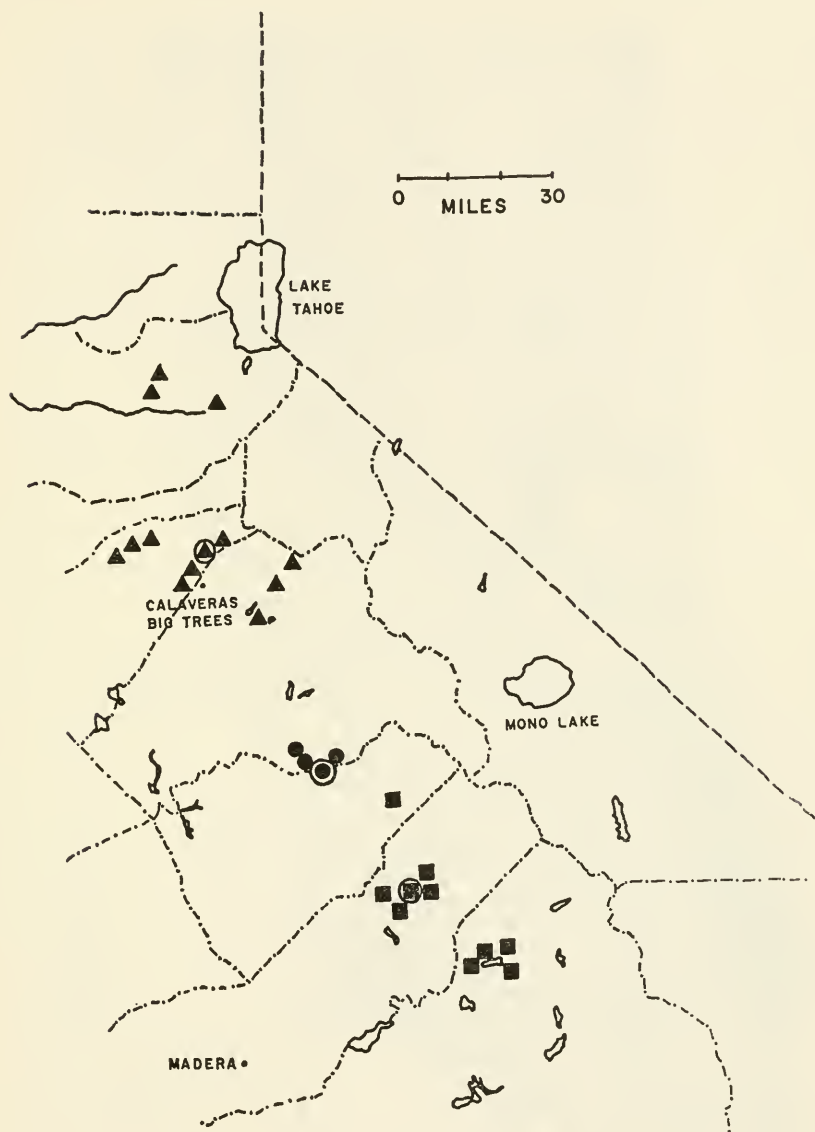 0 30
MILES
LAKE
TAHOE
CALAVERAS
BIG TREES
MONO LAKE
MADERA